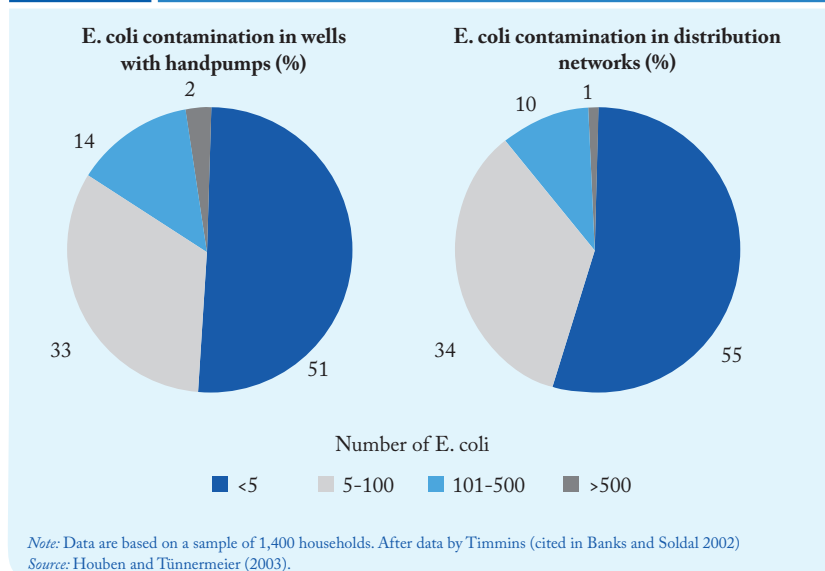 E. coli contamination in wells
with handpumps (%)
2
14
33
51
E. coli contamination in distribution
networks (%)
1
10
34
55
Number of E. coli
<5
5-100
101-500
>500
Note: Data are based on a sample of 1,400 households. After data by Timmins (cited in Banks and Soldal 2002)
Source: Houben and Tünnermeier (2003).